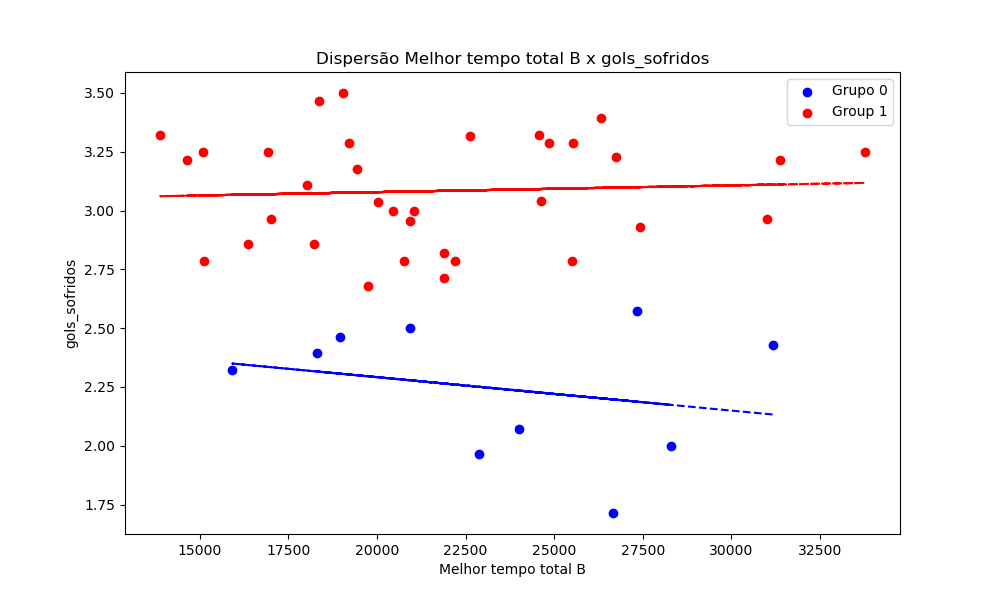 Dispersão Melhor tempo total B x gols_sofridos
Grupo 0
Group 1
gols_sofridos
3.50
3.25
3.00
2.75
2.50
2.25
2.00
1.75
15000 17500 20000 22500 25000 27500 30000 32500
Melhor tempo total B